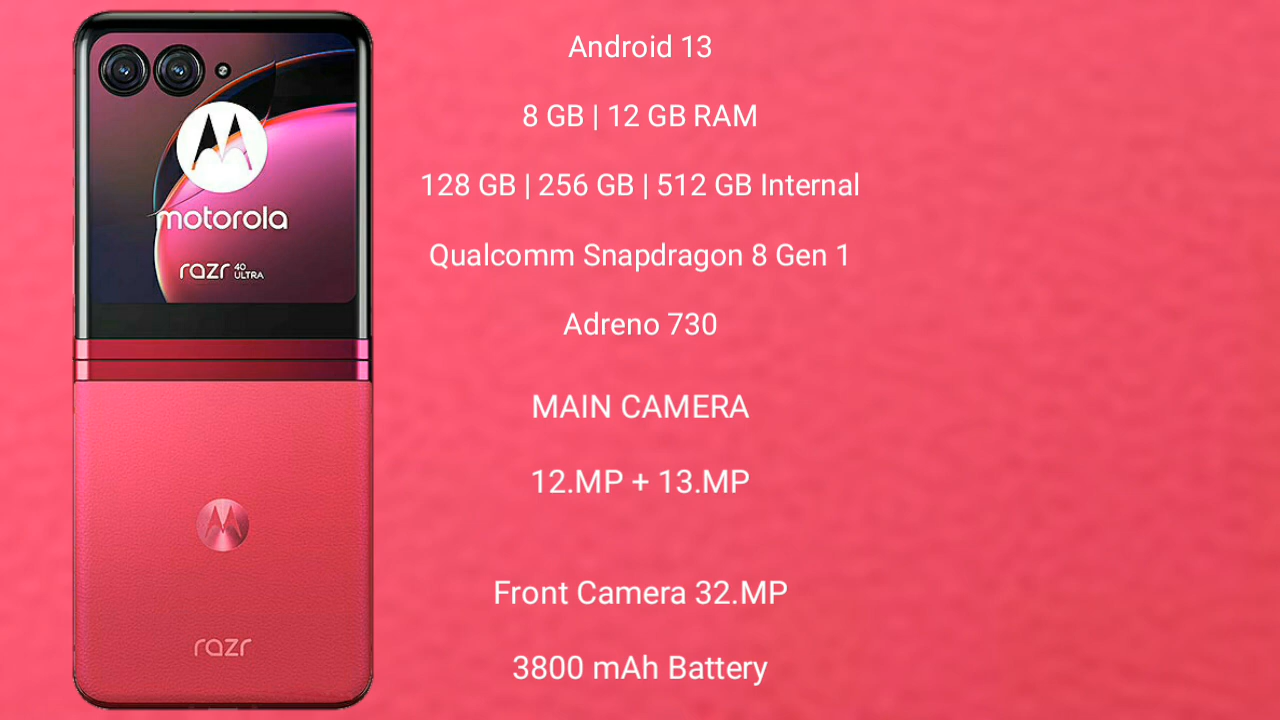 motorola
razr 40 ULTRA
razr
Android 13
8 GB | 12 GB RAM
128 GB | 256 GB | 512 GB Internal
Qualcomm Snapdragon 8 Gen 1
Adreno 730
MAIN CAMERA
12.MP + 13.MP
Front Camera 32.MP
3800 mAh Battery